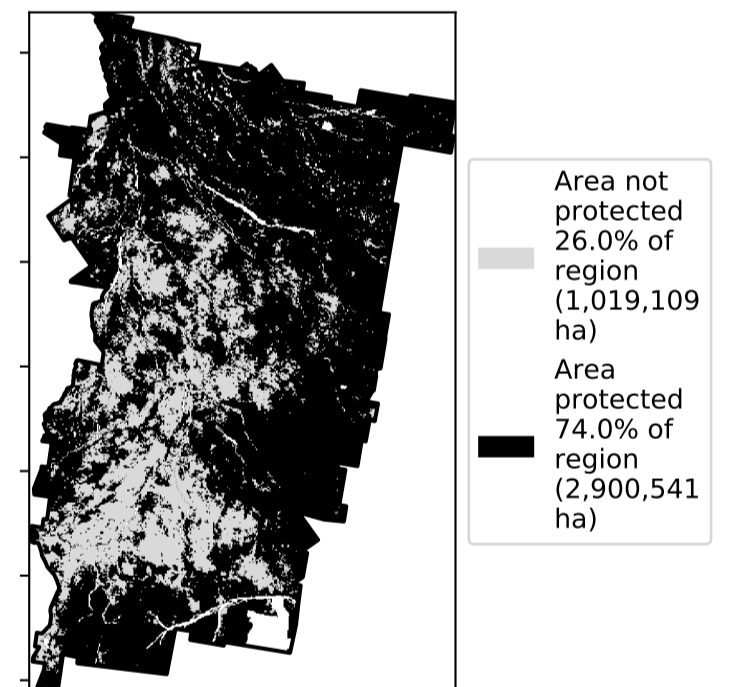 Area not
protected
26.0% of
region
(1,019,109
ha)
Area
protected
74.0% of
region
(2,900,541
ha)